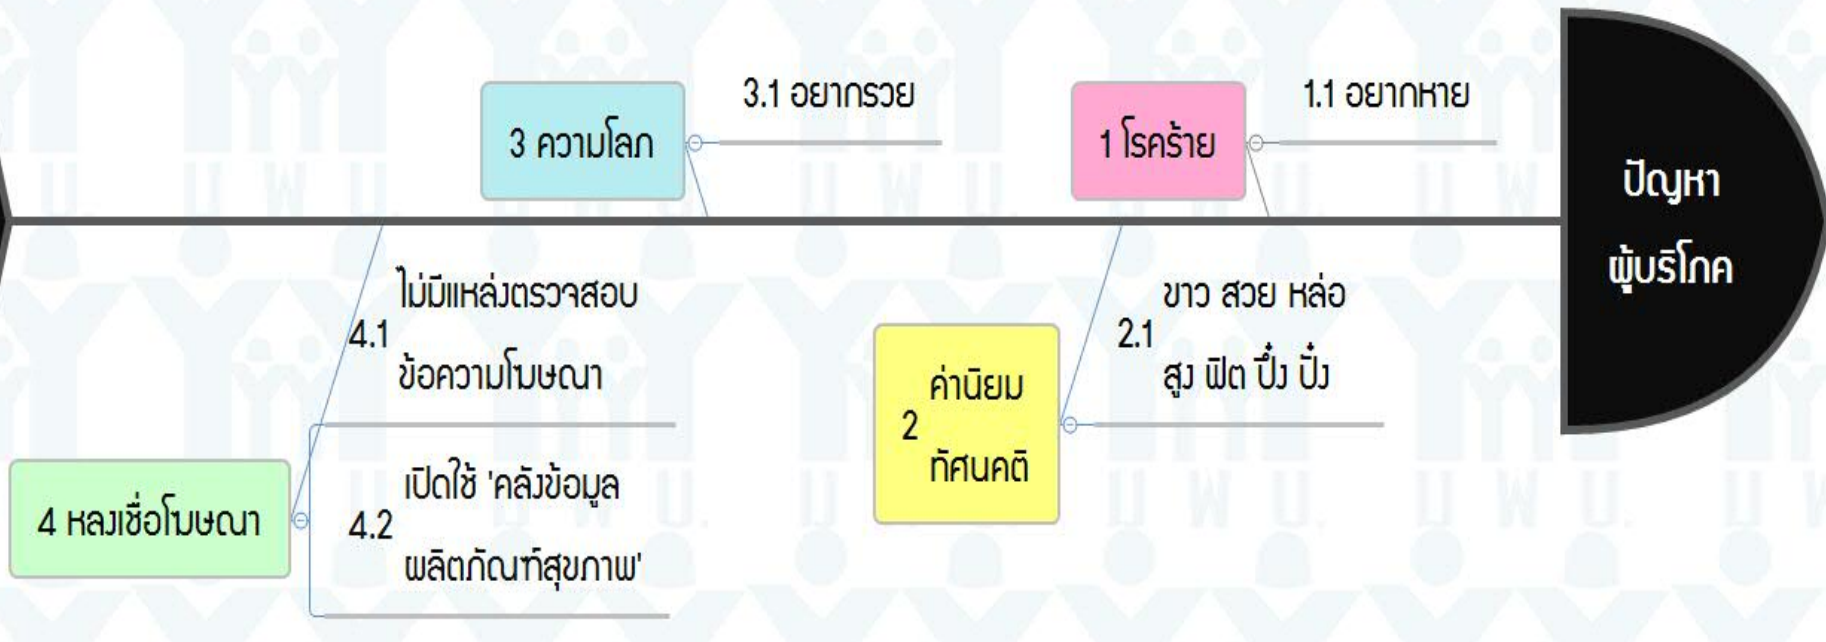 3 ความโลภ
3.1 อยากรวย
1 โรคร้าย
1.1 อยากหาย
ปัญหา
ผู้บริโภค
4 หลงเชื่อโฆษณา
4.1 ไม่มีแหล่งตรวจสอบ
ข้อความโฆษณา
4.2 เปิดใช้ 'คลังข้อมูล
ผลิตภัณฑ์สุขภาพ'
2 ค่านิยม
ทัศนคติ
2.1 ขาว สวย หล่อ
สูง ฟิต ปึ๋ง ปั๋ง
มพบ.